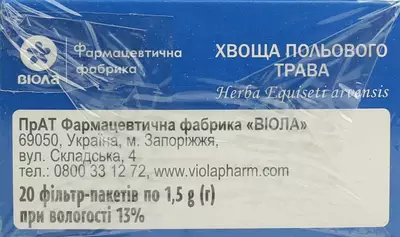 ВІОЛА
Фармацевтична
фабрика
ХВОЩА ПОЛЬОВОГО
ТРАВА
Herba Equiseti arvensis
ПрАТ Фармацевтична фабрика «ВІОЛА»
69050, Україна, м. Запоріжжя,
вул. Складська, 4
тел.: 0800 33 12 72, www.violapharm.com
20 фільтр-пакетів по 1,5 g (г)
при вологості 13%